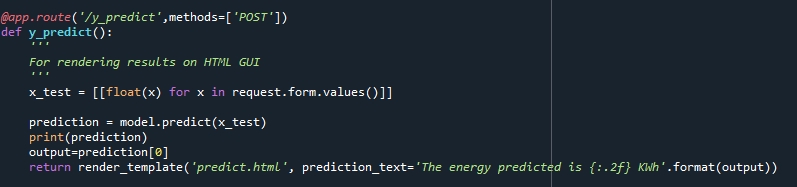 @app.route('/y_predict',methods=['POST'])
def y_predict():
    '''
    For rendering results on HTML GUI
    '''
    x_test = [[float(x) for x in request.form.values()]]
    prediction = model.predict(x_test)
    print(prediction)
    output=prediction[0]
    return render_template('predict.html', prediction_text='The energy predicted is {:.2f} KWh'.format(output))